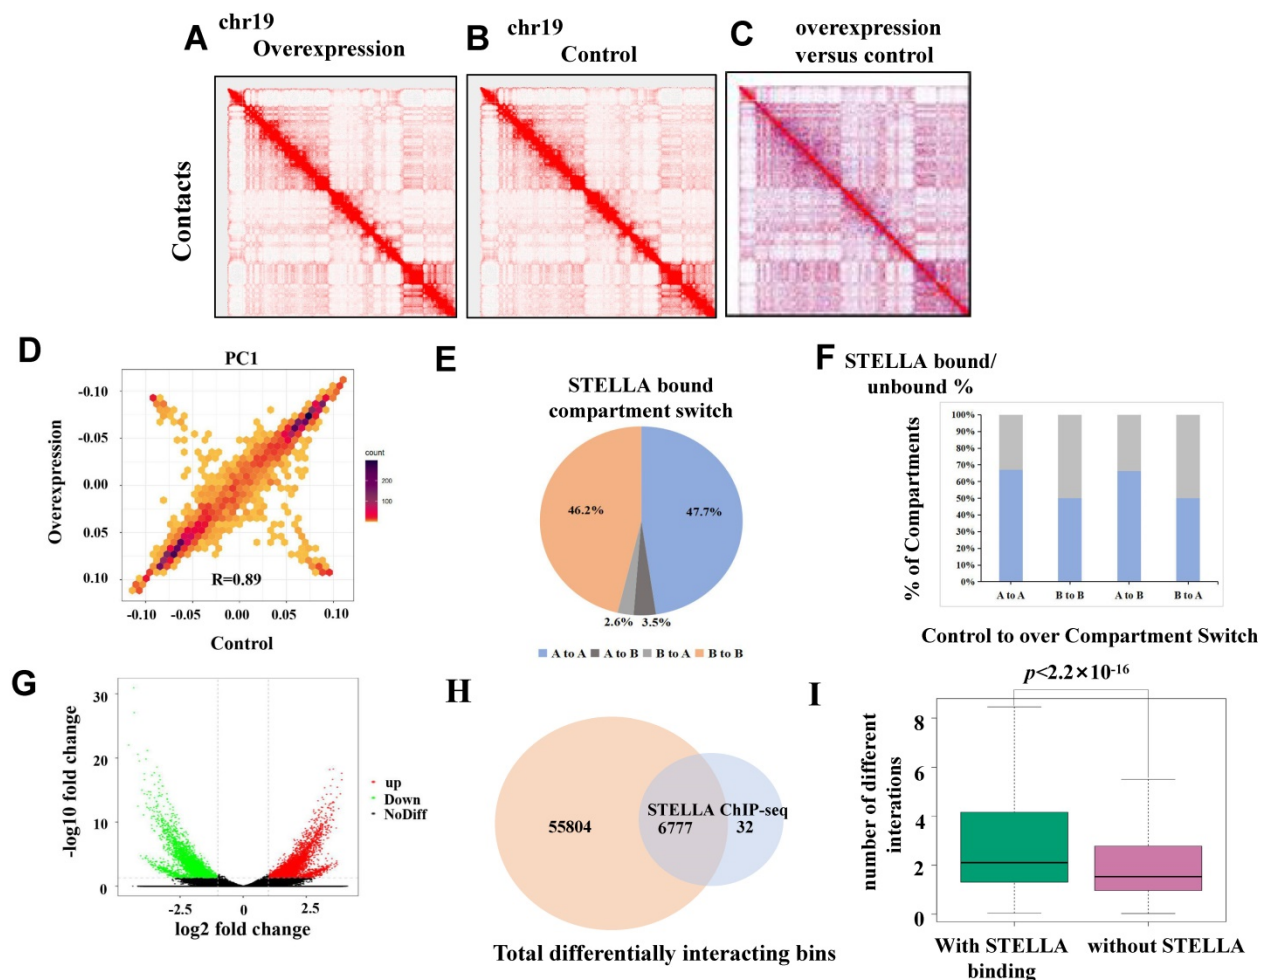 A
chr19
Overexpression
B
chr19
Control
C
overexpression
versus control
Contacts
D
PC1
Overexpression
-0.10
-0.05
0.00
0.05
0.10
R=0.89
-0.10
-0.05
0.00
0.05
0.10
Control
count
200
100
E
STELLA bound
compartment switch
46.2%
47.7%
2.6%
3.5%
A to A
A to B
B to A
B to B
F
STELLA bound/
unbound %
% of Compartments
100%
90%
80%
70%
60%
50%
40%
30%
20%
10%
0%
A to A
B to B
A to B
B to A
Control to over Compartment Switch
G
-log10 fold change
30
20
10
0
-2.5
0
2.5
log2 fold change
up
Down
NoDiff
H
STELLA ChIP-seq
55804
6777
32
Total differentially interacting bins
I
p<2.2×10-16
number of different
interations
8
6
4
2
0
With STELLA
binding
without STELLA